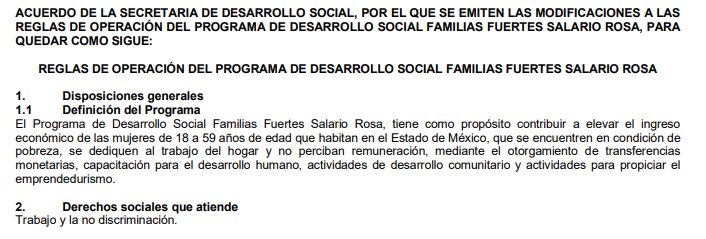 ACUERDO DE LA SECRETARIA DE DESARROLLO SOCIAL, POR EL QUE SE EMITEN LAS MODIFICACIONES A LAS
REGLAS DE OPERACIÓN DEL PROGRAMA DE DESARROLLO SOCIAL FAMILIAS FUERTES SALARIO ROSA, PARA
QUEDAR COMO SIGUE:
REGLAS DE OPERACIÓN DEL PROGRAMA DE DESARROLLO SOCIAL FAMILIAS FUERTES SALARIO ROSA
1. Disposiciones generales
1.1 Definición del Programa
El Programa de Desarrollo Social Familias Fuertes Salario Rosa, tiene como propósito contribuir a elevar el ingreso
económico de las mujeres de 18 a 59 años de edad que habitan en el Estado de México, que se encuentren en condición de
pobreza, se dediquen al trabajo del hogar y no perciban remuneración, mediante el otorgamiento de transferencias
monetarias, capacitación para el desarrollo humano, actividades de desarrollo comunitario y actividades para propiciar el
emprendedurismo.
2. Derechos sociales que atiende
Trabajo y la no discriminación.